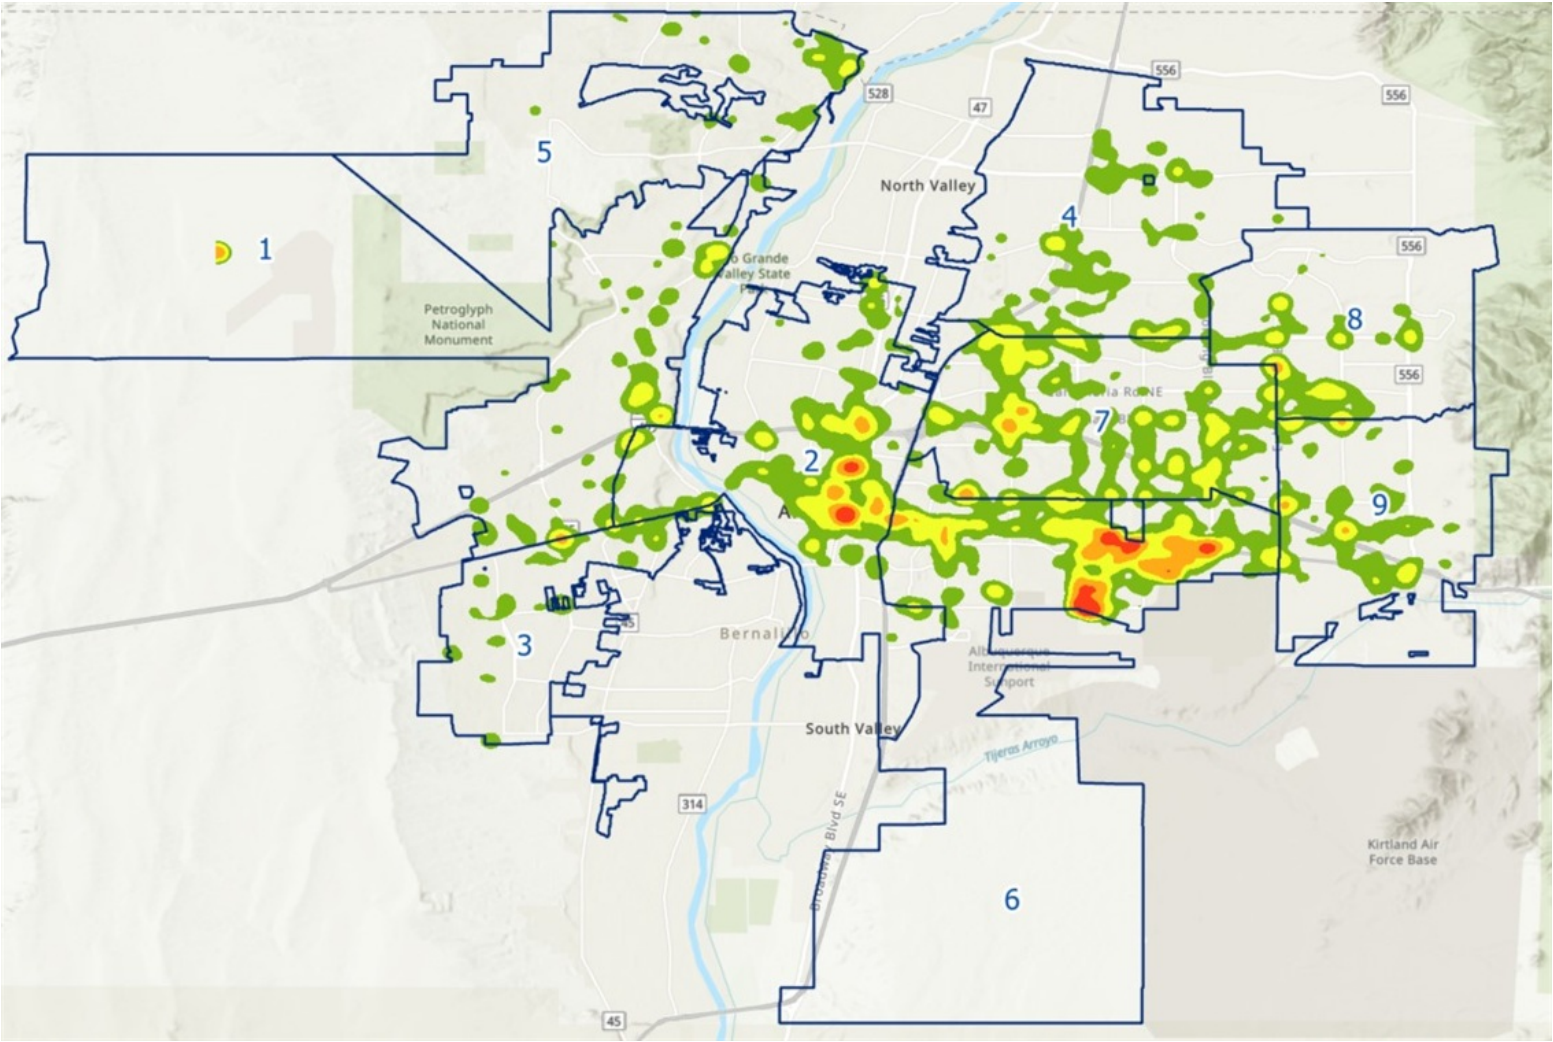 556
528
556
47
5
North Valley
4
1
556
o Grande
Valley State
Petroglyph
National
Monument
8
556
7
2
9
A
3
45
Bernalillo
Albuquerque
International
Sunport
South Valley
Tijeras Arroyo
314
Broadway Blvd SE
Kirtland Air
Force Base
6
45